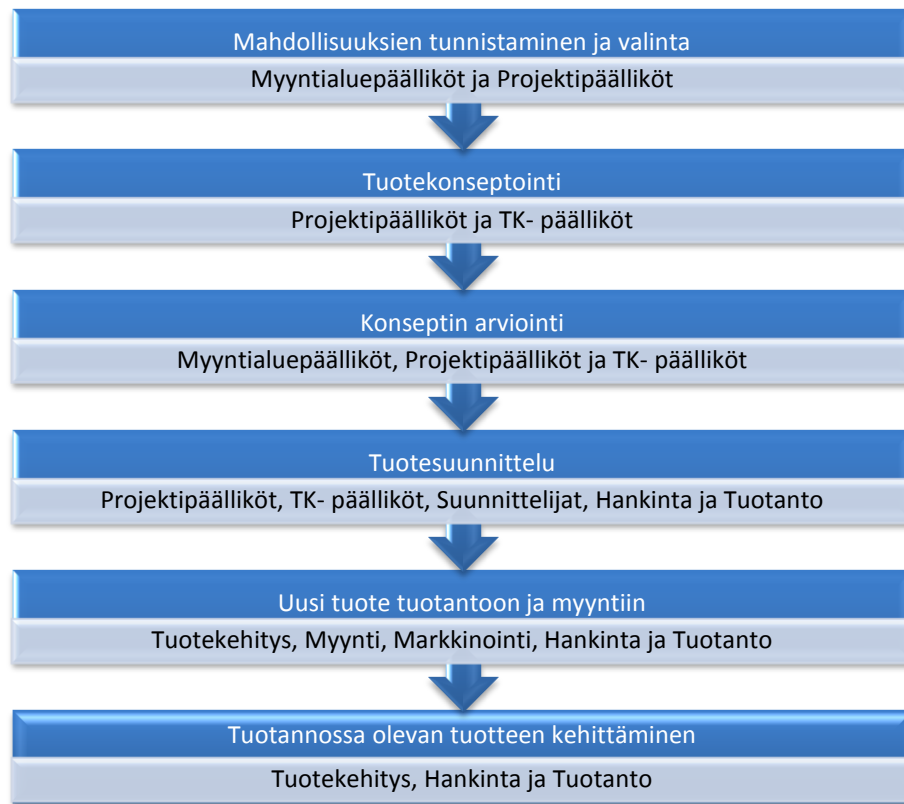 Mahdollisuuksien tunnistaminen ja valinta
Myyntialuepäälliköt ja Projektipäälliköt
Tuotekonseptointi
Projektipäälliköt ja TK- päälliköt
Konseptin arviointi
Myyntialuepäälliköt, Projektipäälliköt ja TK- päälliköt
Tuotesuunnittelu
Projektipäälliköt, TK- päälliköt, Suunnittelijat, Hankinta ja Tuotanto
Uusi tuote tuotantoon ja myyntiin
Tuotekehitys, Myynti, Markkinointi, Hankinta ja Tuotanto
Tuotannossa olevan tuotteen kehittäminen
Tuotekehitys, Hankinta ja Tuotanto